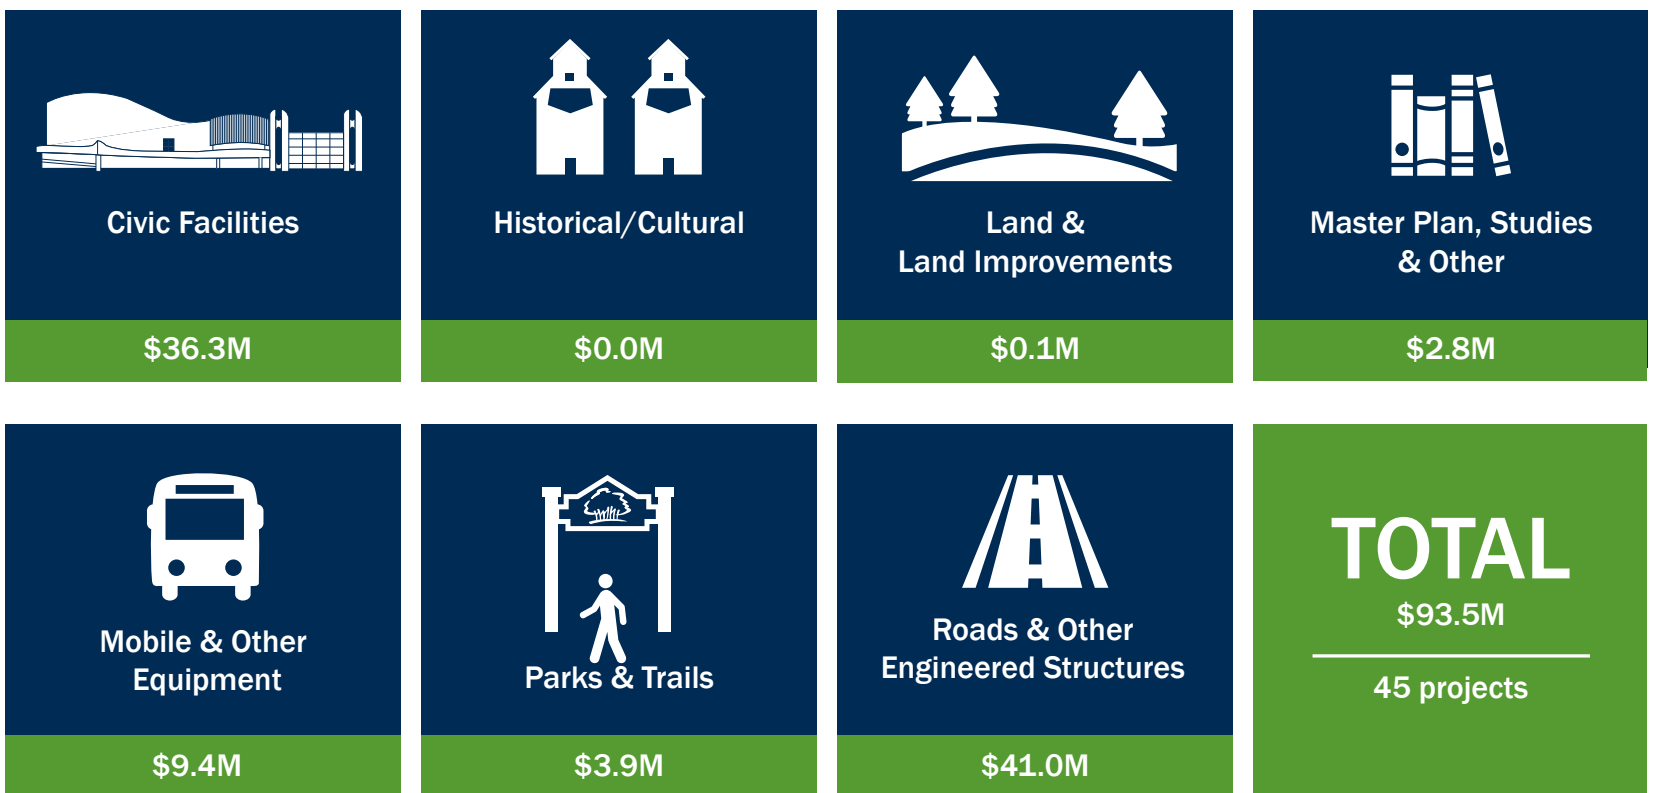 Civic Facilities
$36.3M
Historical/Cultural
$0.0M
Land &
Land Improvements
$0.1M
Master Plan, Studies
& Other
$2.8M
Mobile & Other
Equipment
$9.4M
Parks & Trails
$3.9M
Roads & Other
Engineered Structures
$41.0M
TOTAL
$93.5M
45 projects